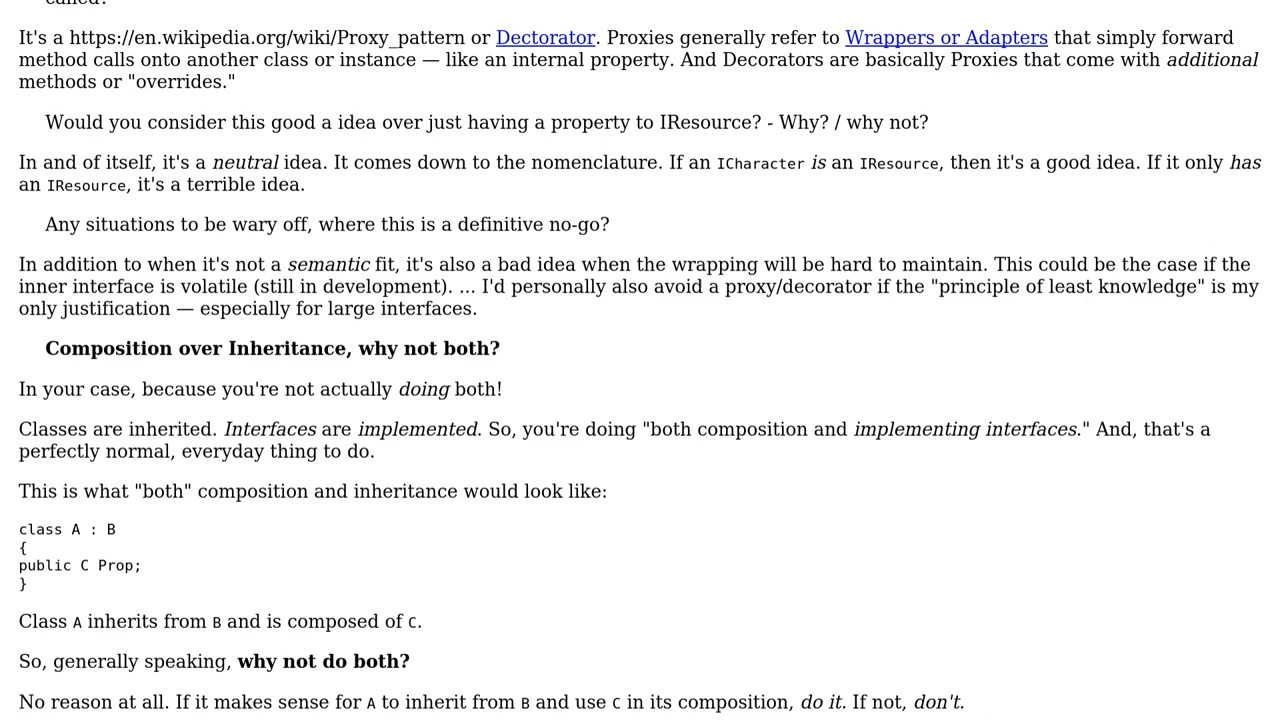 called?
It's a https://en.wikipedia.org/wiki/Proxy_pattern or Dectorator. Proxies generally refer to Wrappers or Adapters that simply forward
method calls onto another class or instance — like an internal property. And Decorators are basically Proxies that come with additional
methods or "overrides."
Would you consider this good a idea over just having a property to IResource? - Why? / why not?
In and of itself, it's a neutral idea. It comes down to the nomenclature. If an ICharacter is an IResource, then it's a good idea. If it only has
an IResource, it's a terrible idea.
Any situations to be wary off, where this is a definitive no-go?
In addition to when it's not a semantic fit, it's also a bad idea when the wrapping will be hard to maintain. This could be the case if the
inner interface is volatile (still in development). ... I'd personally also avoid a proxy/decorator if the "principle of least knowledge" is my
only justification — especially for large interfaces.
Composition over Inheritance, why not both?
In your case, because you're not actually doing both!
Classes are inherited. Interfaces are implemented. So, you're doing "both composition and implementing interfaces." And, that's a
perfectly normal, everyday thing to do.
This is what "both" composition and inheritance would look like:
class A : B
{
public C Prop;
}
Class A inherits from B and is composed of C.
So, generally speaking, why not do both?
No reason at all. If it makes sense for A to inherit from B and use C in its composition, do it. If not, don't.